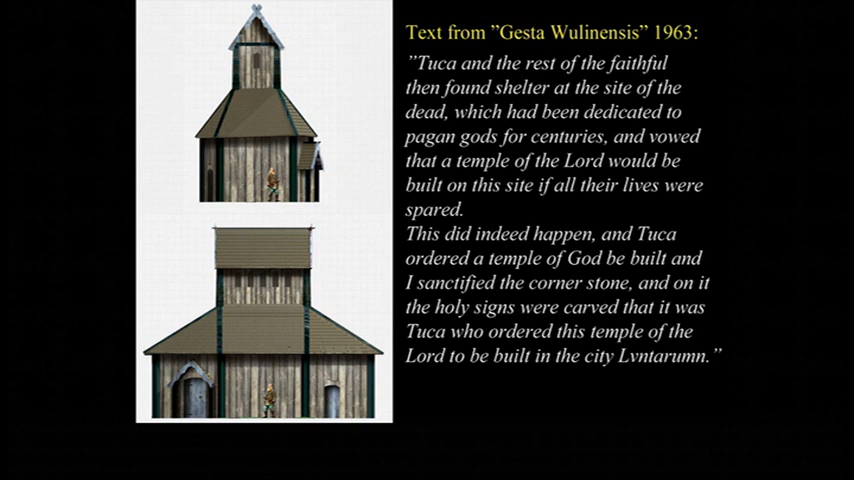 Text from ”Gesta Wulinensis” 1963:
”Tuca and the rest of the faithful
then found shelter at the site of the
dead, which had been dedicated to
pagan gods for centuries, and vowed
that a temple of the Lord would be
built on this site if all their lives were
spared.
This did indeed happen, and Tuca
ordered a temple of God be built and
I sanctified the corner stone, and on it
the holy signs were carved that it was
Tuca who ordered this temple of the
Lord to be built in the city Lvntarumn.”